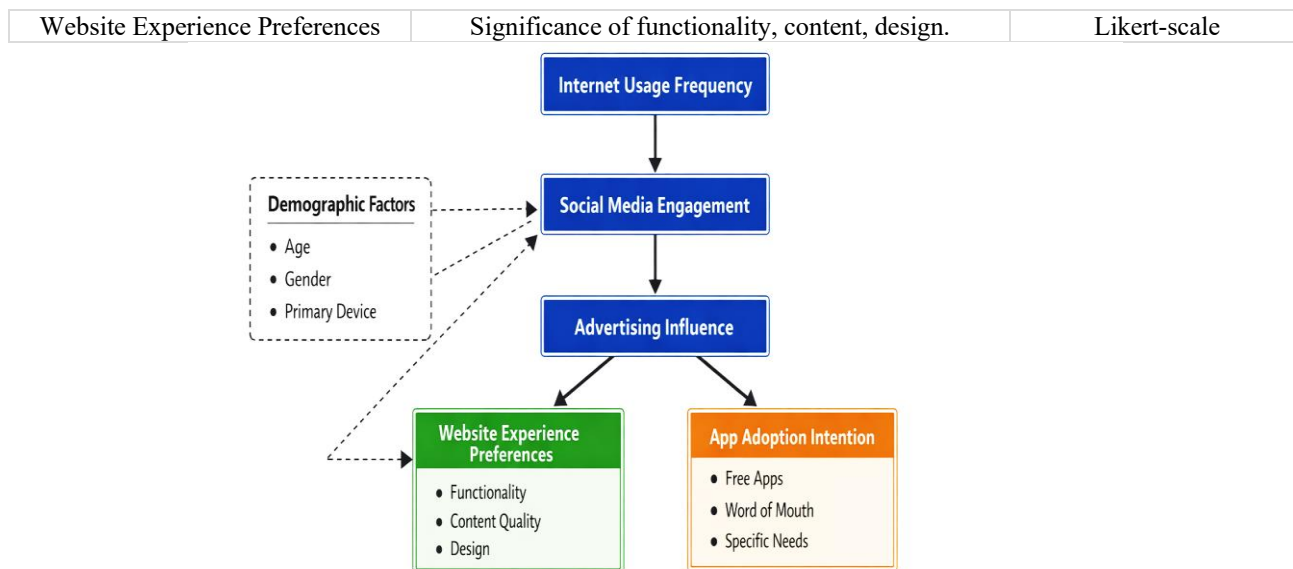 Website Experience Preferences Significance of functionality, content, design. Likert-scale
Internet Usage Frequency
Demographic Factors
• Age
• Gender
• Primary Device
Social Media Engagement
Advertising Influence
Website Experience
Preferences
• Functionality
• Content Quality
• Design
App Adoption Intention
• Free Apps
• Word of Mouth
• Specific Needs